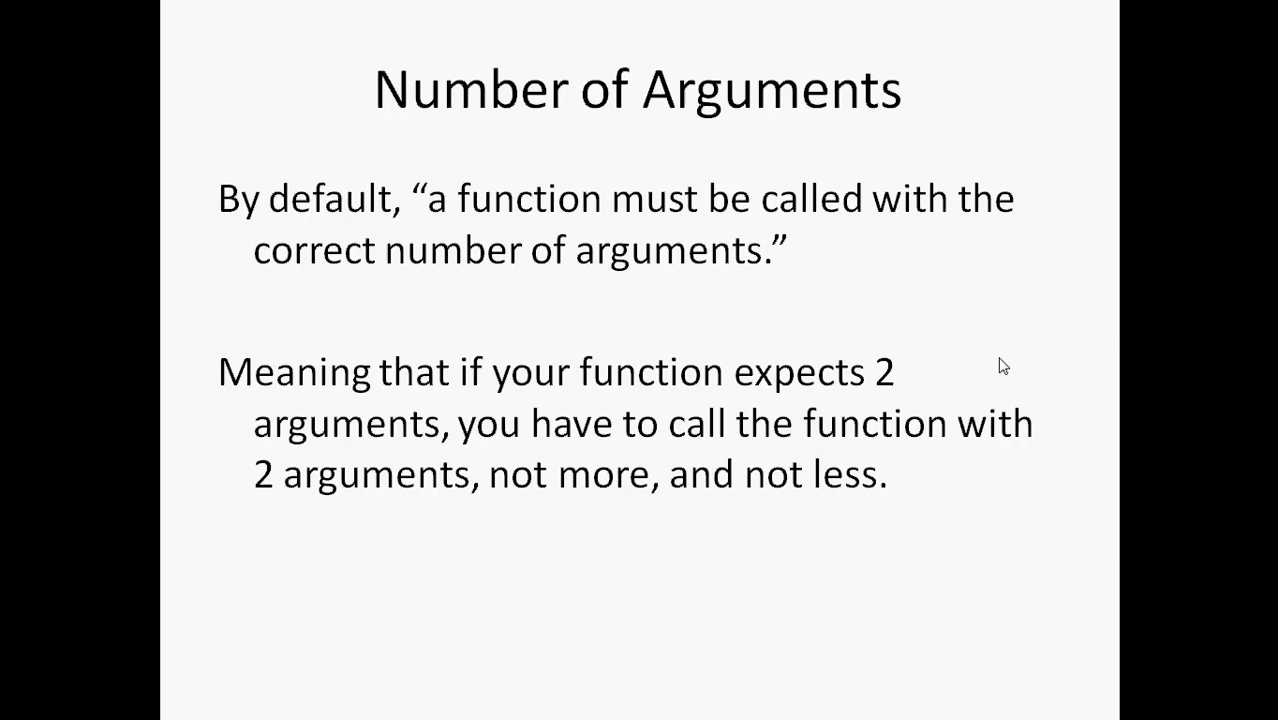 Number of Arguments
By default, “a function must be called with the
correct number of arguments.”
Meaning that if your function expects 2
arguments, you have to call the function with
2 arguments, not more, and not less.